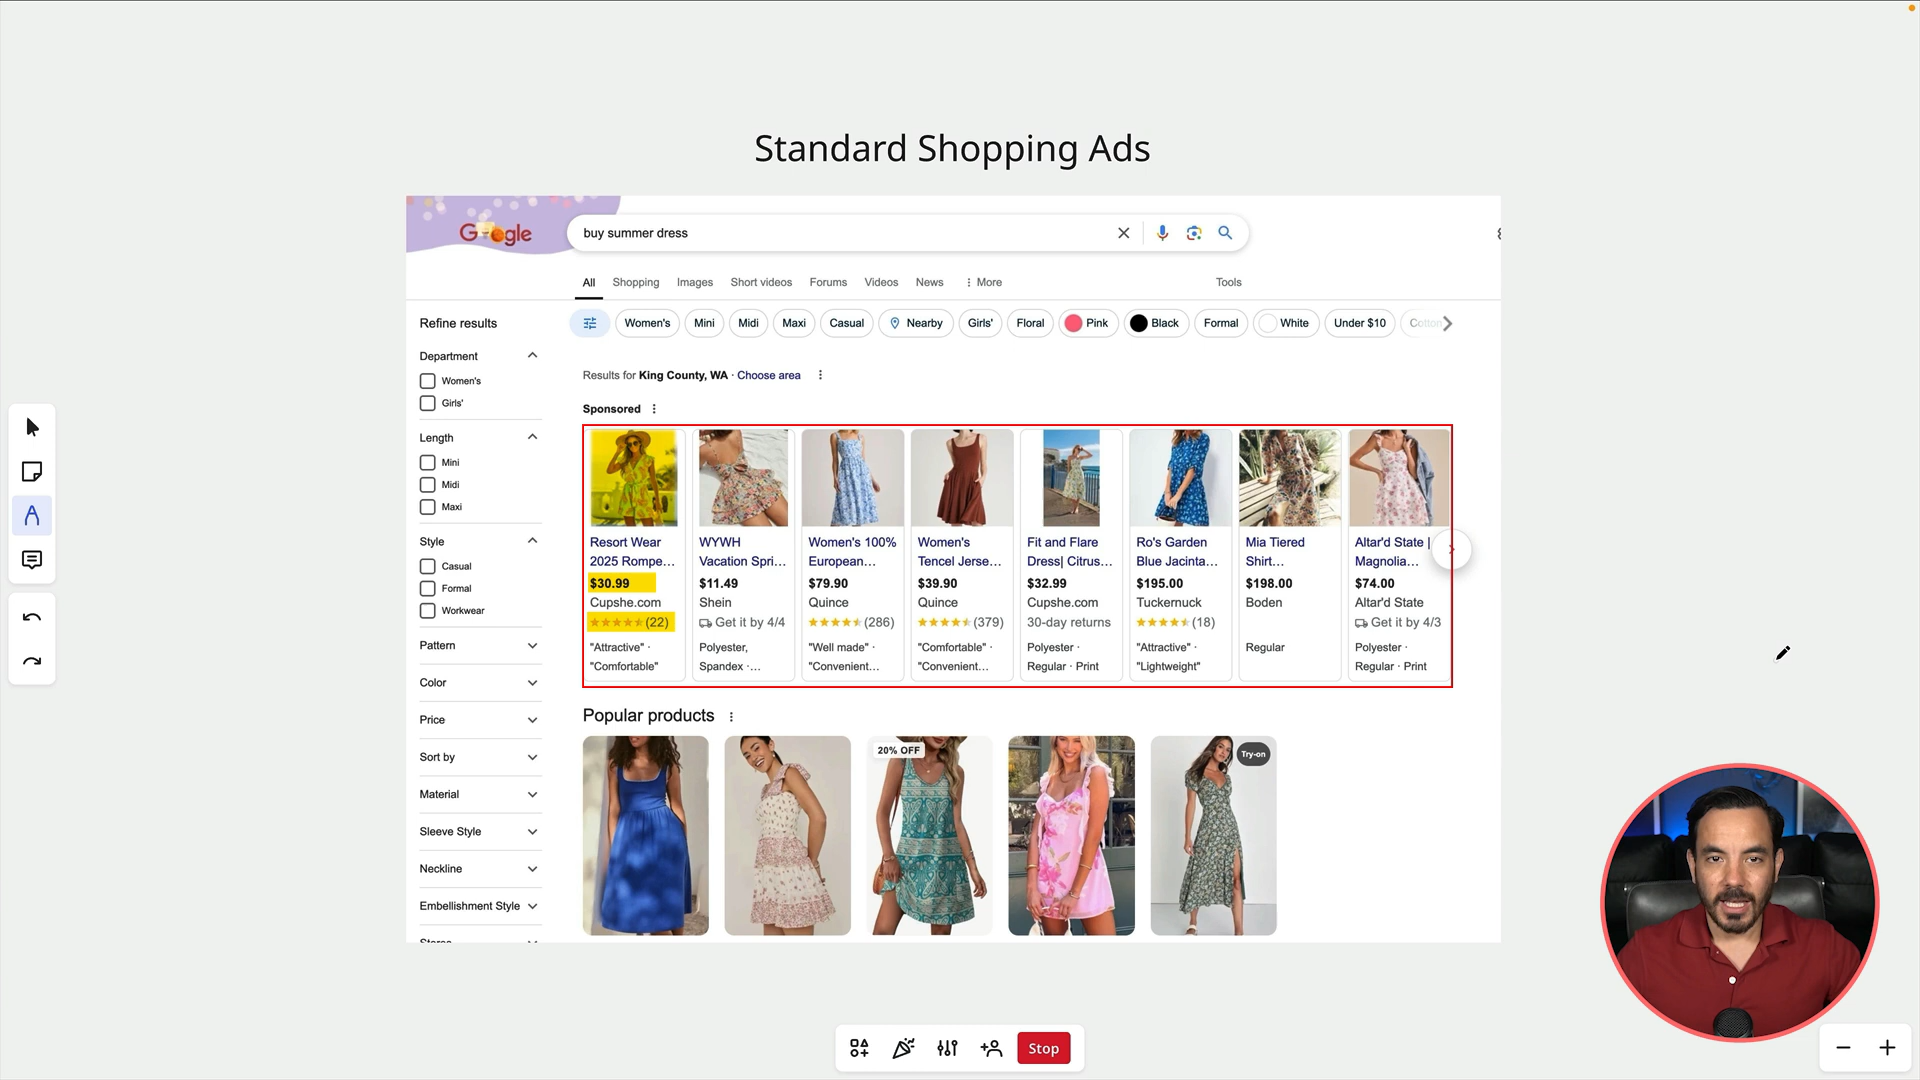 Standard Shopping Ads
Google
buy summer dress
All Shopping Images Short videos Forums Videos News More Tools
Refine results
Women's Mini Midi Maxi Casual Nearby Girls' Floral Pink Black Formal White Under $10 Cotton
Department
Women's
Girls'
Length
Mini
Midi
Maxi
Style
Casual
Formal
Workwear
Pattern
Color
Price
Sort by
Material
Sleeve Style
Neckline
Embellishment Style
Stores
Results for King County, WA · Choose area
Sponsored
Resort Wear
2025 Rompe...
$30.99
Cupshe.com
(22)
"Attractive" ·
"Comfortable"
WYWH
Vacation Spri...
$11.49
Shein
Get it by 4/4
Polyester,
Spandex ·...
Women's 100%
European...
$79.90
Quince
(286)
"Well made" ·
"Convenient...
Women's
Tencel Jerse...
$39.90
Quince
(379)
"Comfortable" ·
"Convenient...
Fit and Flare
Dress| Citrus...
$32.99
Cupshe.com
30-day returns
Polyester ·
Regular · Print
Ro's Garden
Blue Jacinta...
$195.00
Tuckernuck
(18)
"Attractive" ·
"Lightweight"
Mia Tiered
Shirt...
$198.00
Boden
Regular
Altar'd State |
Magnolia...
$74.00
Altar'd State
Get it by 4/3
Polyester ·
Regular · Print
Popular products
20% OFF
Try-on
Stop